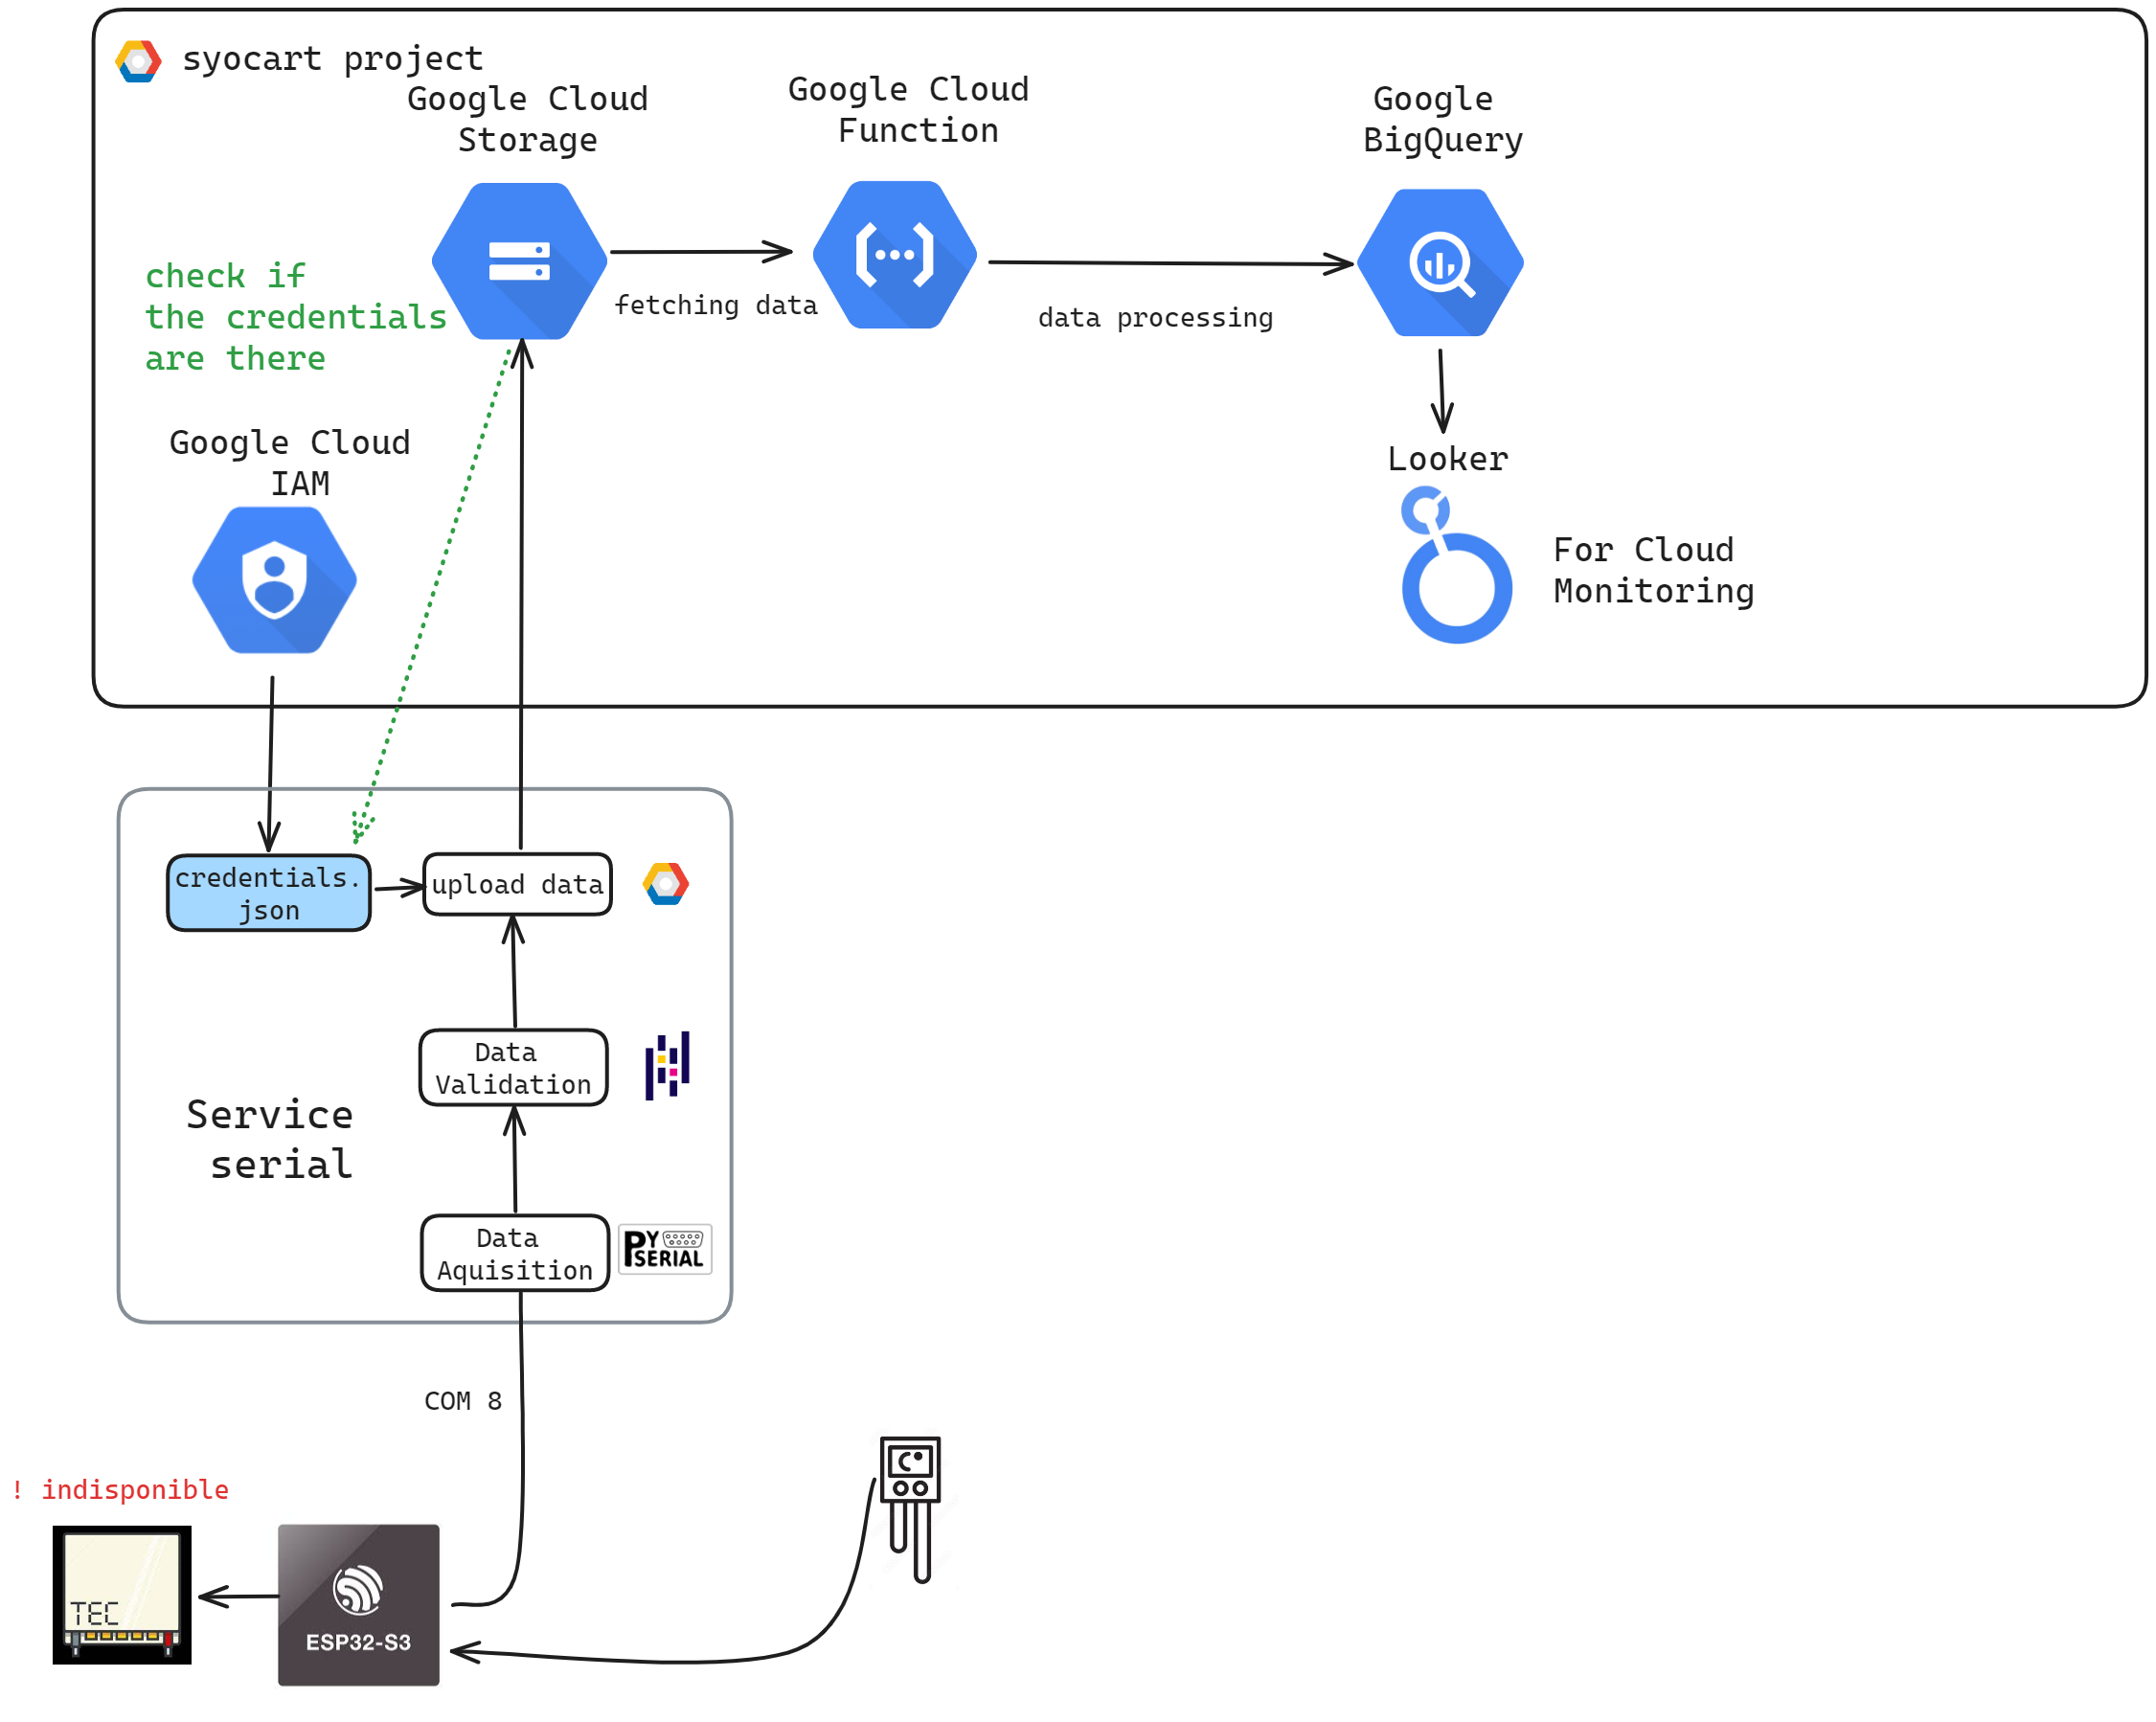 syocart project
Google Cloud
Storage
Google Cloud
Function
Google
BigQuery
check if
the credentials
are there
fetching data
data processing
Google Cloud
IAM
Looker
For Cloud
Monitoring
credentials.
json
upload data
Data
Validation
Service
serial
Data
Aquisition
PY
SERIAL
COM 8
! indisponible
C°
TEC
ESP32-S3